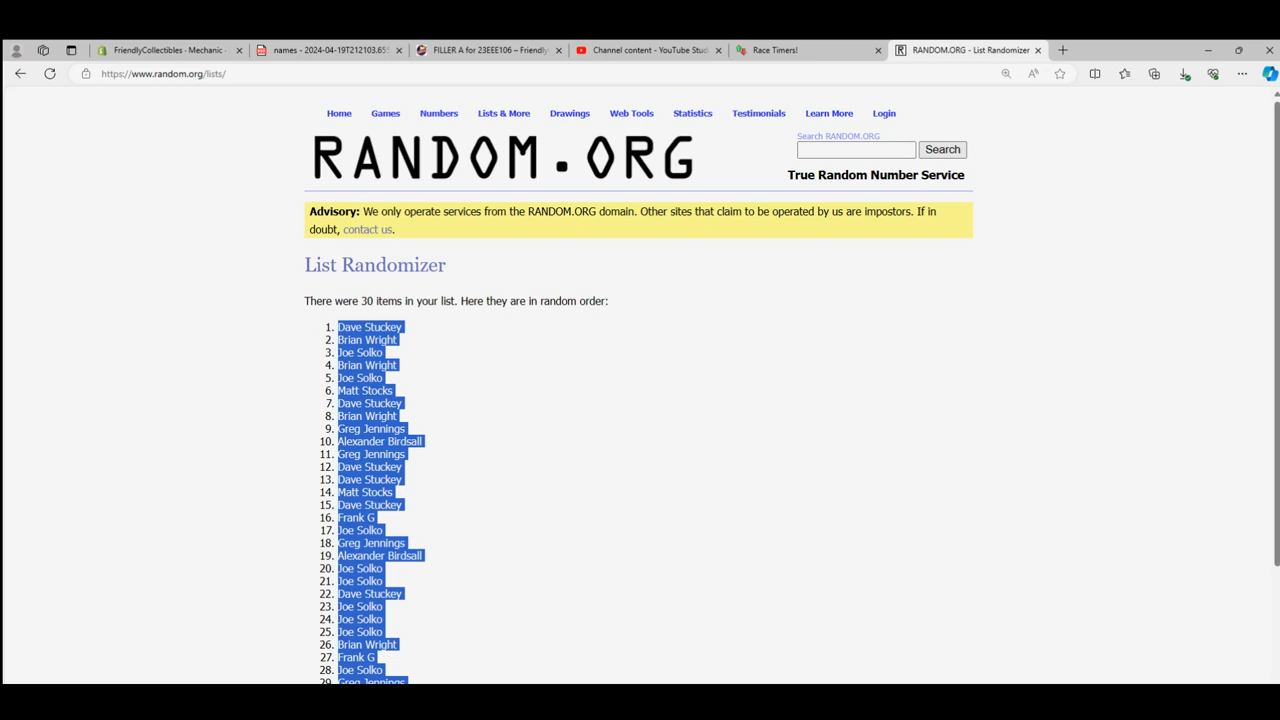 FriendlyCollectibles - Mechanic -
names - 2024-04-19T212103.655
FILLER A for 23EEE106 – Friendly
Channel content - YouTube Stud
Race Timers!
RANDOM.ORG - List Randomizer
https://www.random.org/lists/
Home Games Numbers Lists & More Drawings Web Tools Statistics Testimonials Learn More Login
RANDOM.ORG
Search RANDOM.ORG
Search
True Random Number Service
Advisory: We only operate services from the RANDOM.ORG domain. Other sites that claim to be operated by us are impostors. If in
doubt, contact us.
List Randomizer
There were 30 items in your list. Here they are in random order:
1. Dave Stuckey
2. Brian Wright
3. Joe Solko
4. Brian Wright
5. Joe Solko
6. Matt Stocks
7. Dave Stuckey
8. Brian Wright
9. Greg Jennings
10. Alexander Birdsall
11. Greg Jennings
12. Dave Stuckey
13. Dave Stuckey
14. Matt Stocks
15. Dave Stuckey
16. Frank G
17. Joe Solko
18. Greg Jennings
19. Alexander Birdsall
20. Joe Solko
21. Joe Solko
22. Dave Stuckey
23. Joe Solko
24. Joe Solko
25. Joe Solko
26. Brian Wright
27. Frank G
28. Joe Solko
29. Greg Jennings